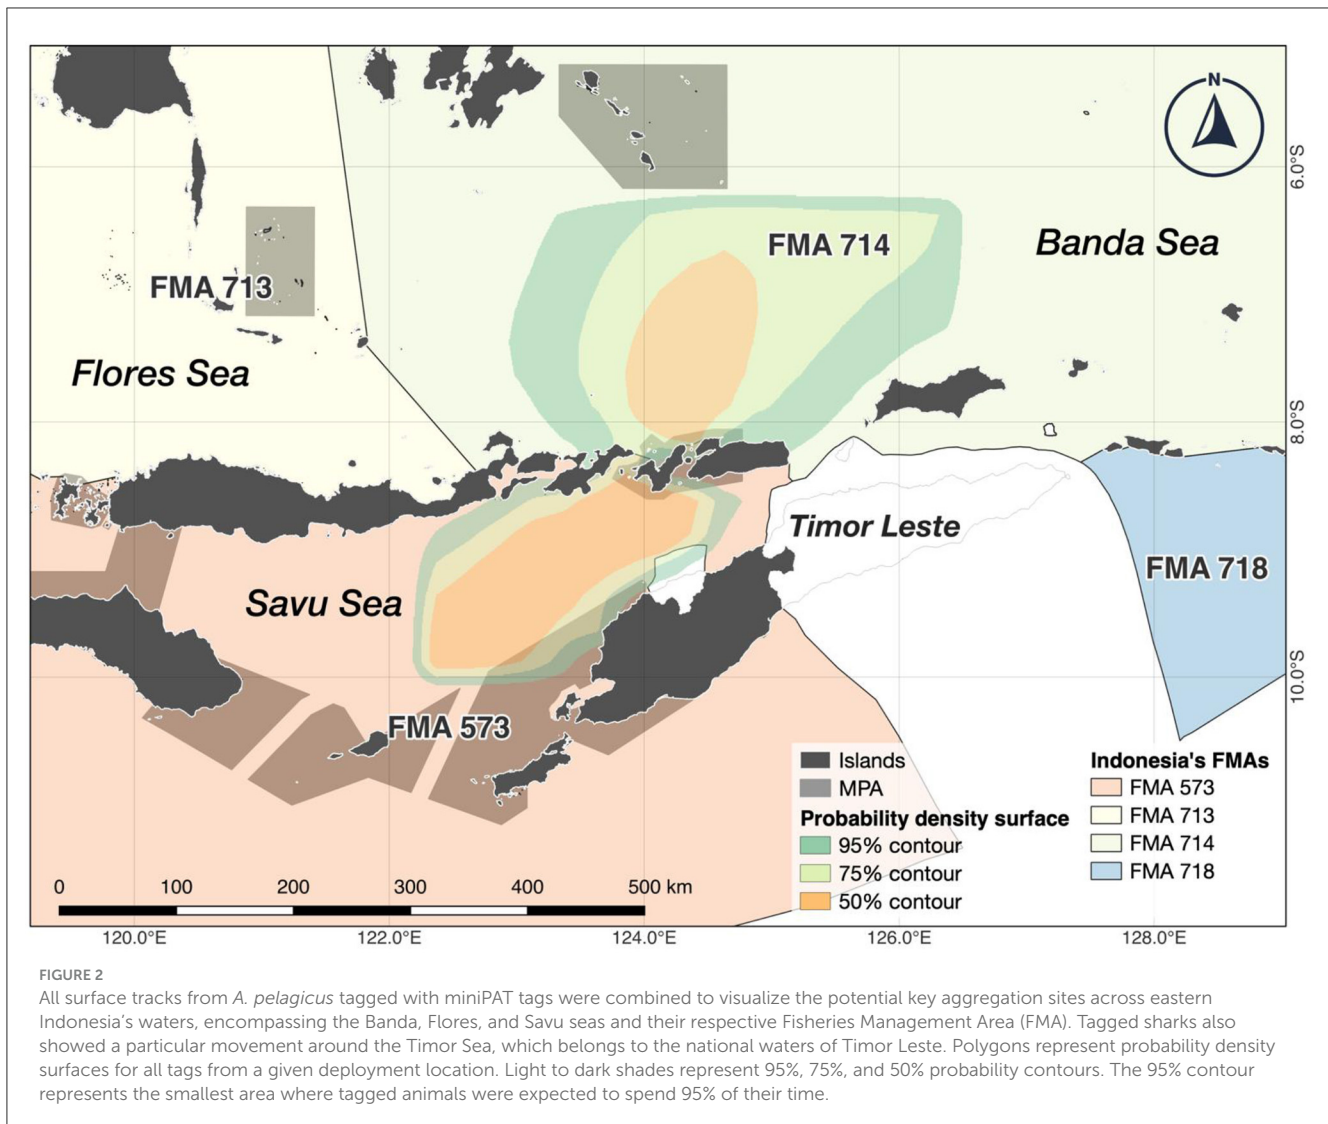 N
6.0°S
FMA 714
Banda Sea
FMA 713
Flores Sea
8.0°S
Timor Leste
FMA 718
Savu Sea
10.0°S
FMA 573
Islands
MPA
Probability density surface
95% contour
75% contour
50% contour
Indonesia's FMAs
FMA 573
FMA 713
FMA 714
FMA 718
0 100 200 300 400 500 km
120.0°E 122.0°E 124.0°E 126.0°E 128.0°E
FIGURE 2
All surface tracks from A. pelagicus tagged with miniPAT tags were combined to visualize the potential key aggregation sites across eastern
Indonesia's waters, encompassing the Banda, Flores, and Savu seas and their respective Fisheries Management Area (FMA). Tagged sharks also
showed a particular movement around the Timor Sea, which belongs to the national waters of Timor Leste. Polygons represent probability density
surfaces for all tags from a given deployment location. Light to dark shades represent 95%, 75%, and 50% probability contours. The 95% contour
represents the smallest area where tagged animals were expected to spend 95% of their time.